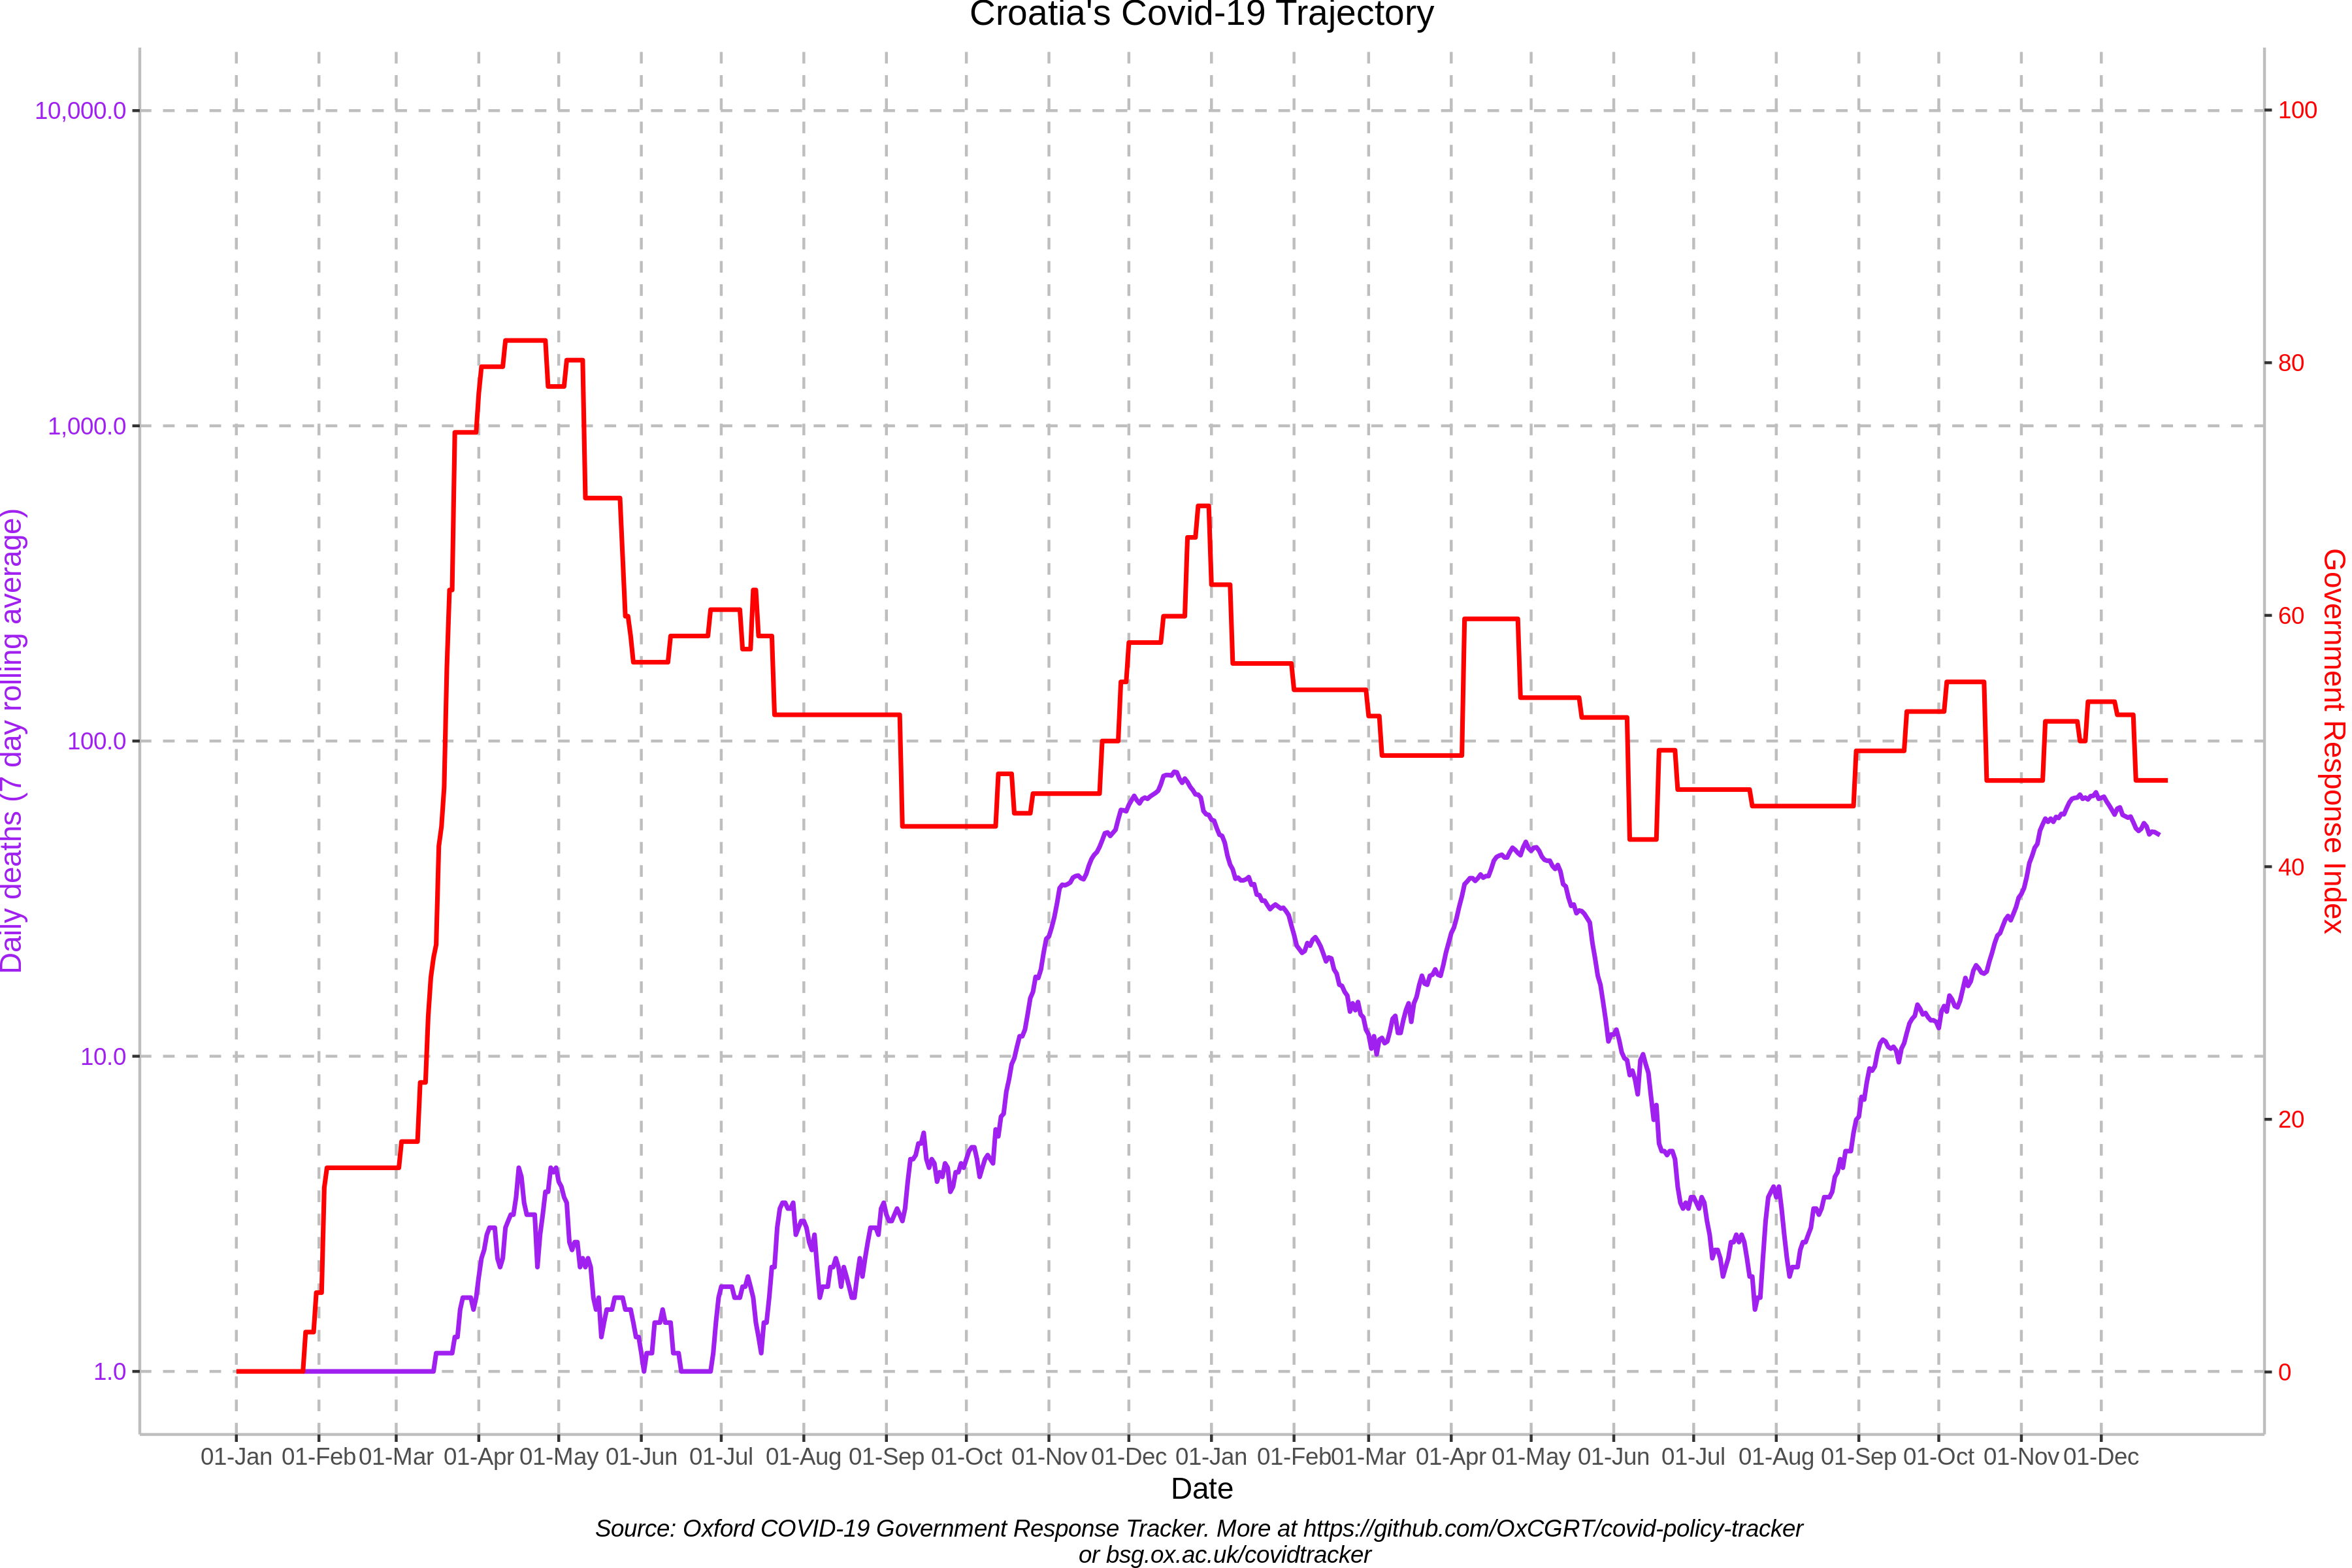 Croatia's Covid-19 Trajectory
10,000.0
1,000.0
100.0
10.0
1.0
Daily deaths (7 day rolling average)
100
80
60
40
20
0
Government Response Index
01-Jan 01-Feb 01-Mar 01-Apr 01-May 01-Jun 01-Jul 01-Aug 01-Sep 01-Oct 01-Nov 01-Dec 01-Jan 01-Feb 01-Mar 01-Apr 01-May 01-Jun 01-Jul 01-Aug 01-Sep 01-Oct 01-Nov 01-Dec
Date
Source: Oxford COVID-19 Government Response Tracker. More at https://github.com/OxCGRT/covid-policy-tracker
or bsg.ox.ac.uk/covidtracker